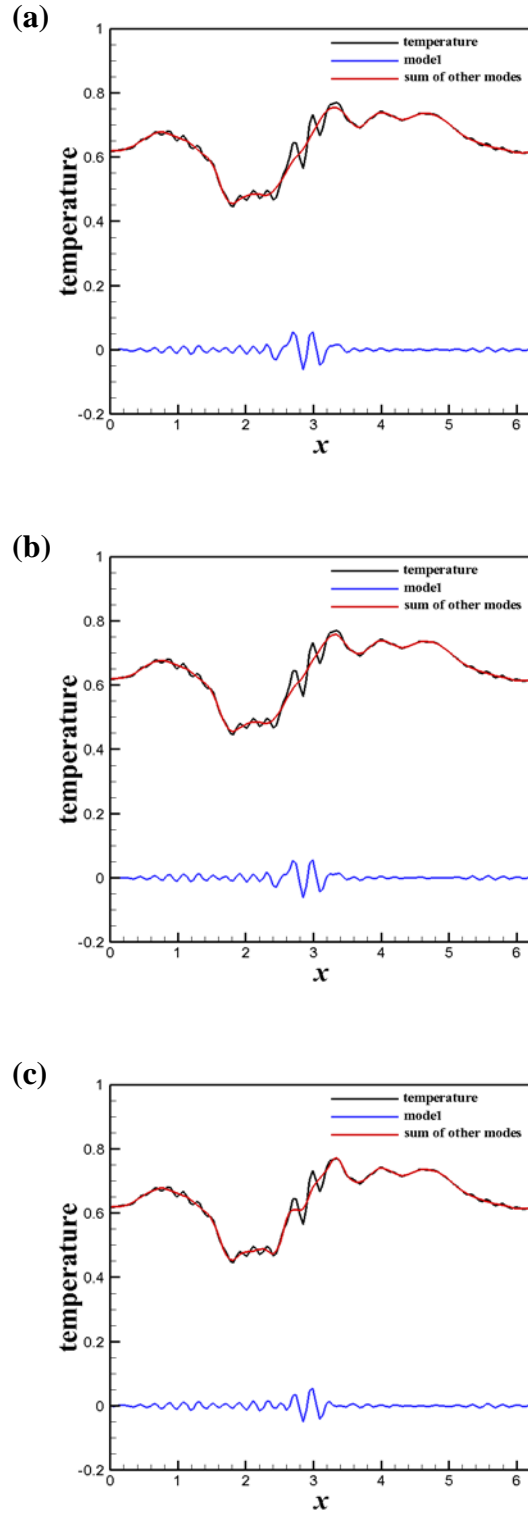 (a)
1
temperature
mode1
sum of other modes
0.8
0.6
0.4
0.2
0
-0.2
temperature
0 1 2 3 4 5 6
x
(b)
1
temperature
mode1
sum of other modes
0.8
0.6
0.4
0.2
0
-0.2
temperature
0 1 2 3 4 5 6
x
(c)
1
temperature
mode1
sum of other modes
0.8
0.6
0.4
0.2
0
-0.2
temperature
0 1 2 3 4 5 6
x